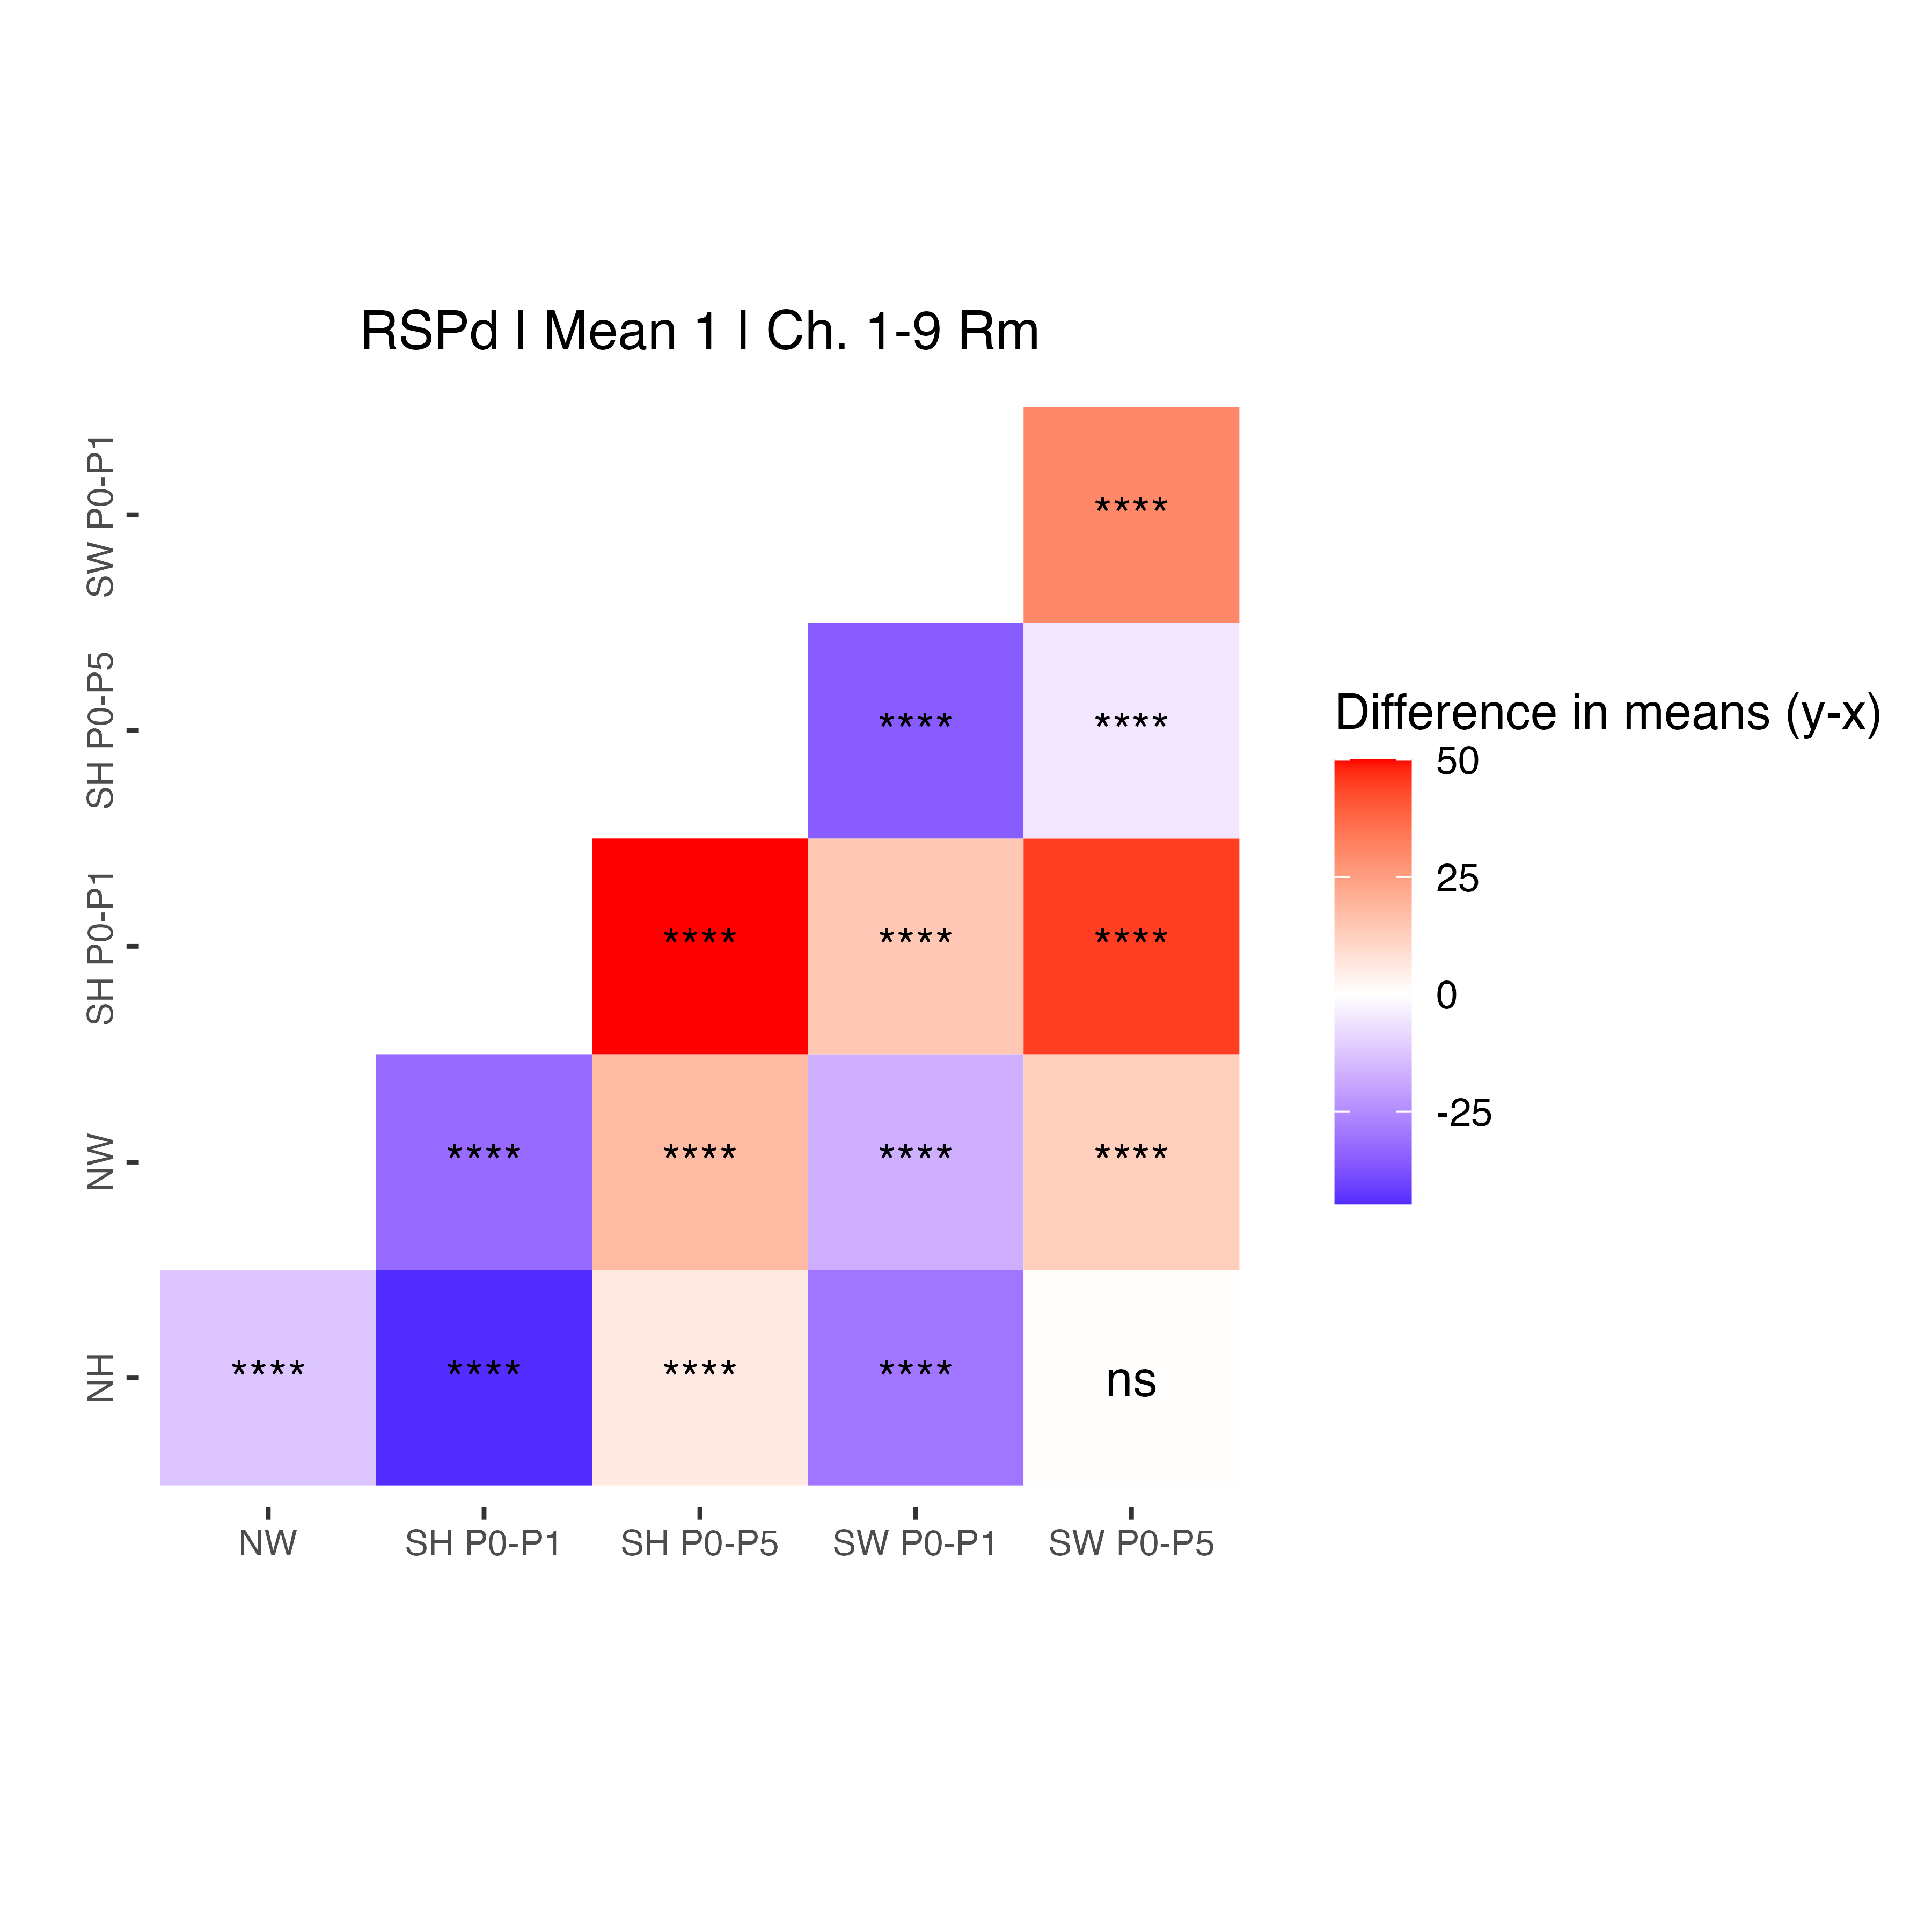 RSPd | Mean 1 | Ch. 1-9 Rm
SW P0-P1
****
SH P0-P5
**** ****
Difference in means (y-x)
50
25
0
-25
SH P0-P1
**** **** ****
NW
**** **** **** ****
NH
**** **** **** **** ns
NW SH P0-P1 SH P0-P5 SW P0-P1 SW P0-P5